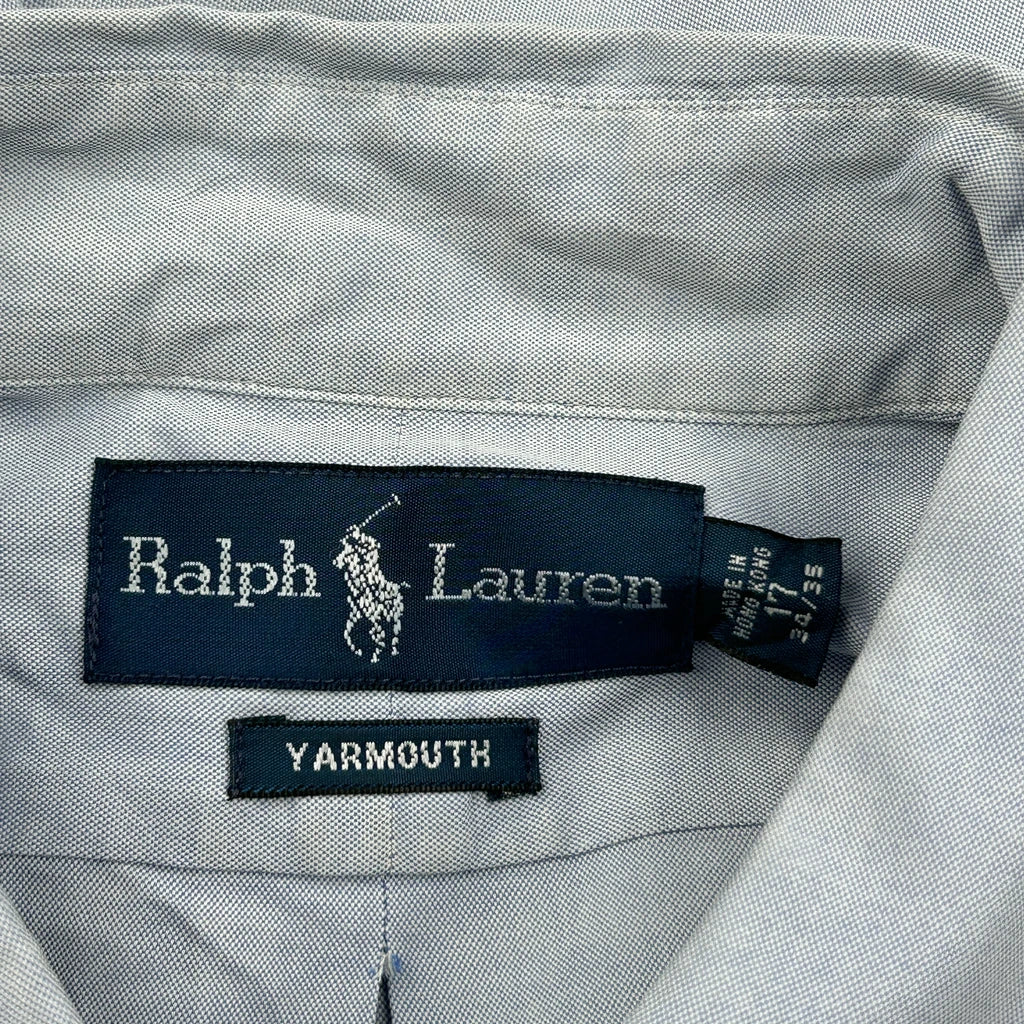 Ralph Lauren
MADE IN
HONG KONG
17
34/35
YARMOUTH